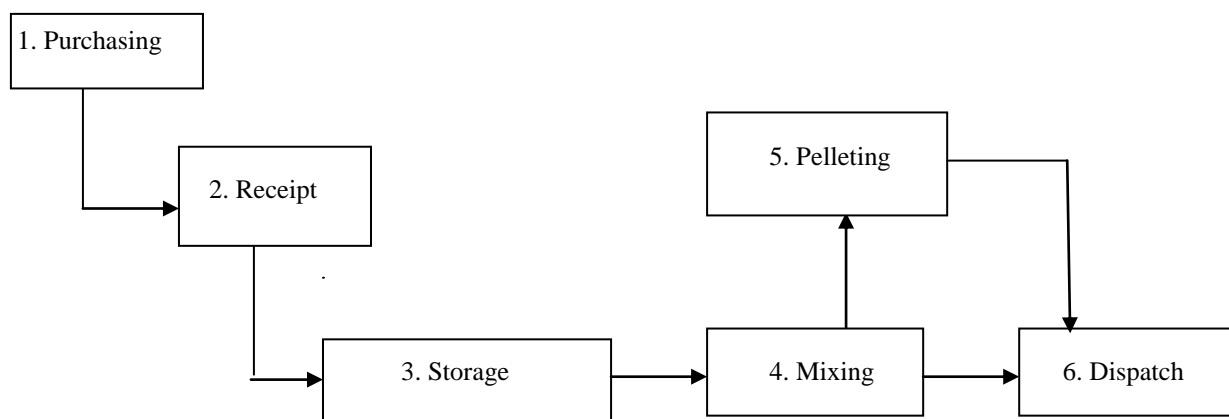 1. Purchasing
2. Receipt
5. Pelleting
3. Storage
4. Mixing
6. Dispatch